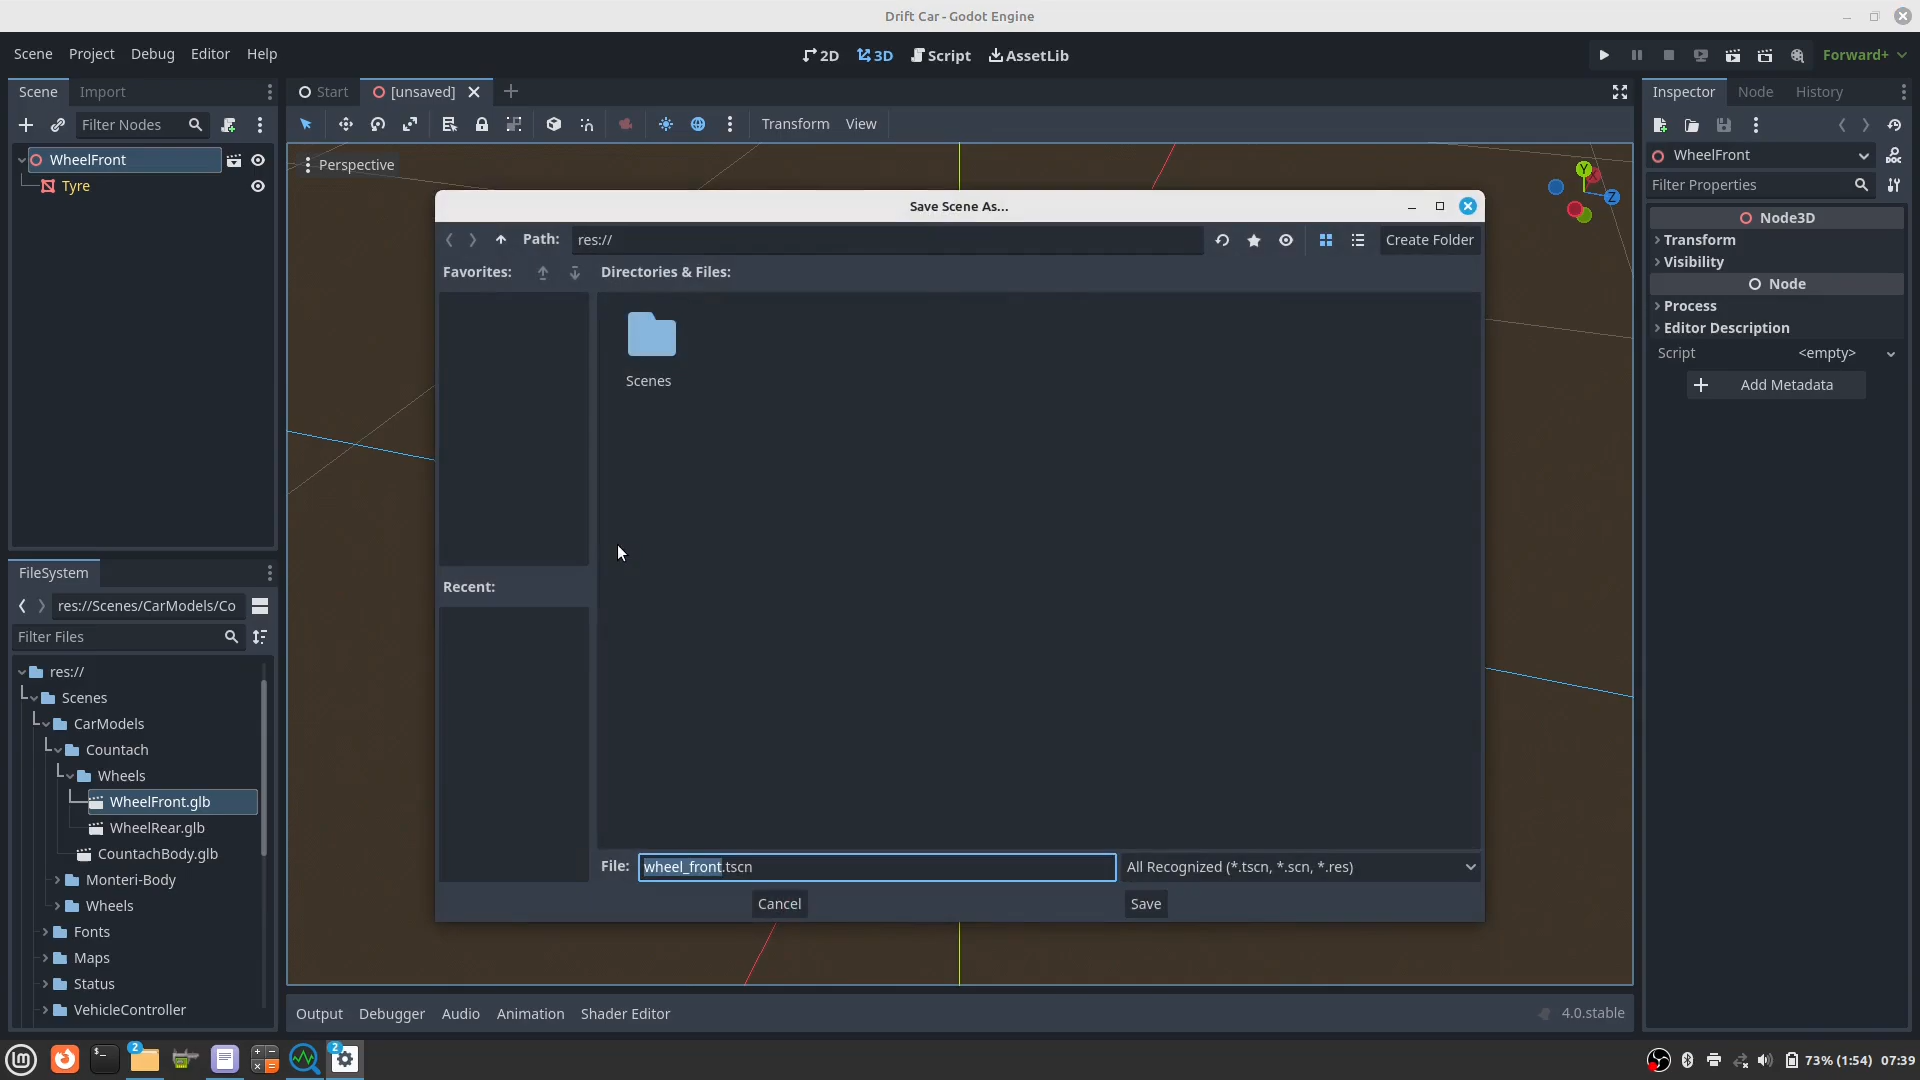 Drift Car - Godot Engine
Scene Project Debug Editor Help
2D 3D Script AssetLib
Forward+
Scene Import
Start [unsaved]
Inspector Node History
Filter Nodes
Transform View
WheelFront
Tyre
Perspective
Y
Z
WheelFront
Filter Properties
Node3D
Transform
Visibility
Node
Process
Editor Description
Script <empty>
Add Metadata
Save Scene As...
Path: res://
Create Folder
Favorites:
Directories & Files:
Scenes
Recent:
File: wheel_front.tscn
All Recognized (*.tscn, *.scn, *.res)
Cancel Save
FileSystem
res://Scenes/CarModels/Co
Filter Files
res://
Scenes
CarModels
Countach
Wheels
WheelFront.glb
WheelRear.glb
CountachBody.glb
Monteri-Body
Wheels
Fonts
Maps
Status
VehicleController
Output Debugger Audio Animation Shader Editor
4.0.stable
2
2
73% (1:54) 07:39